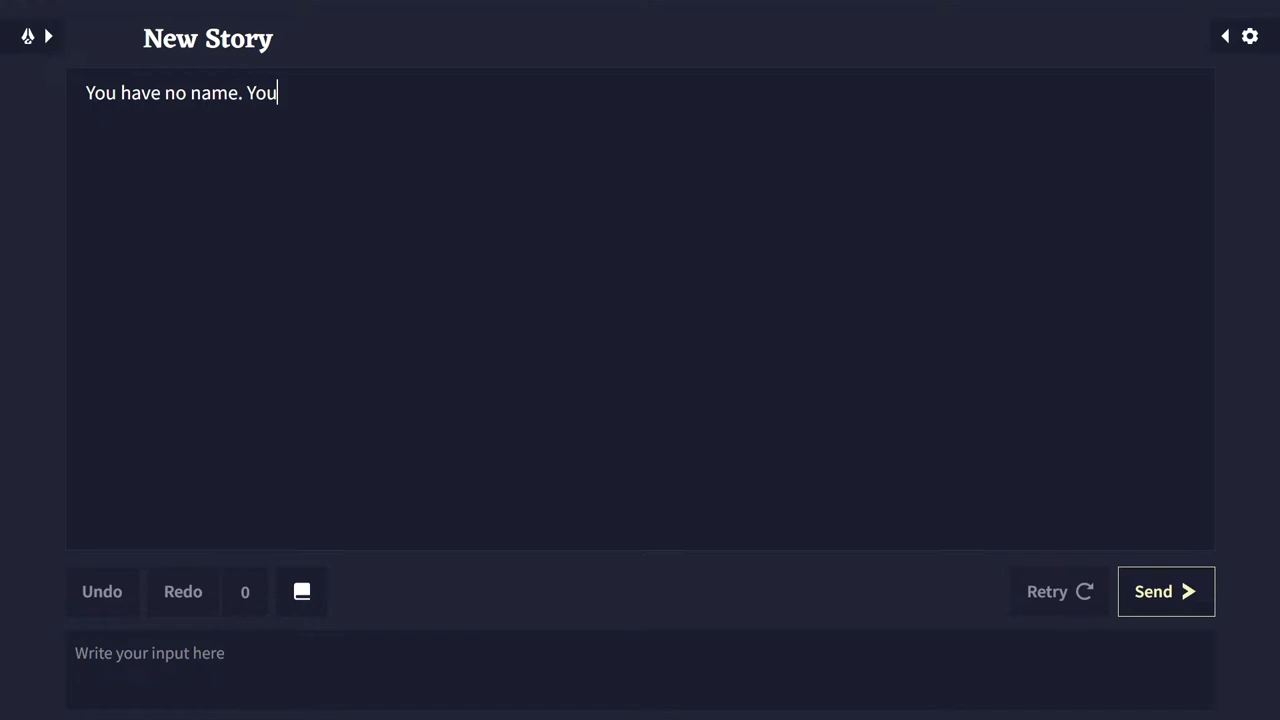 New Story
You have no name. You
Undo
Redo
0
Retry
Send
Write your input here